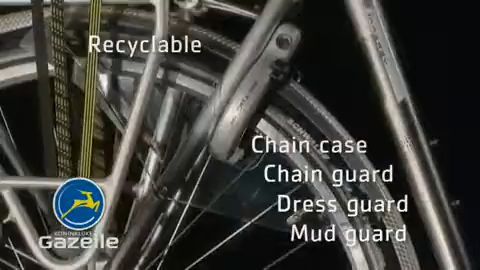 Recyclable
Chain case
Chain guard
Dress guard
Mud guard
KONINKLIJKE
Gazelle